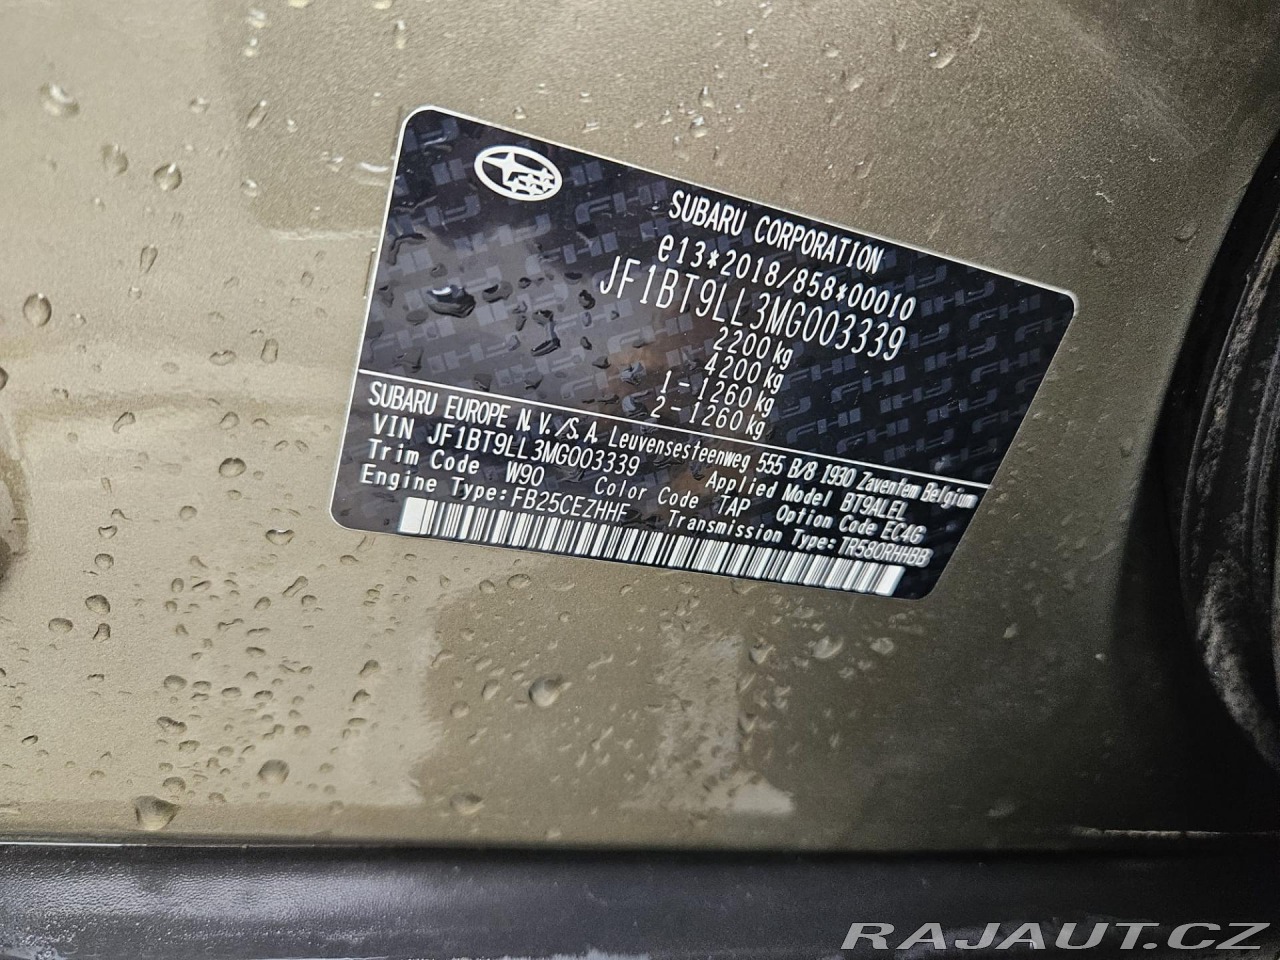 SUBARU CORPORATION
e13*2018/858*00010
JF1BT9LL3MG003339
2200 kg
4200 kg
1 - 1260 kg
2 - 1260 kg
SUBARU EUROPE N.V./S.A. Leuvensesteenweg 555 B/8 1930 Zaventem Belgium
VIN JF1BT9LL3MG003339 Applied Model BT9ALEL
Trim Code W90 Color Code TAP Option Code EC4G
Engine Type:FB25CEZHHF Transmission Type:TR580RHHBB
RAJAUT.CZ